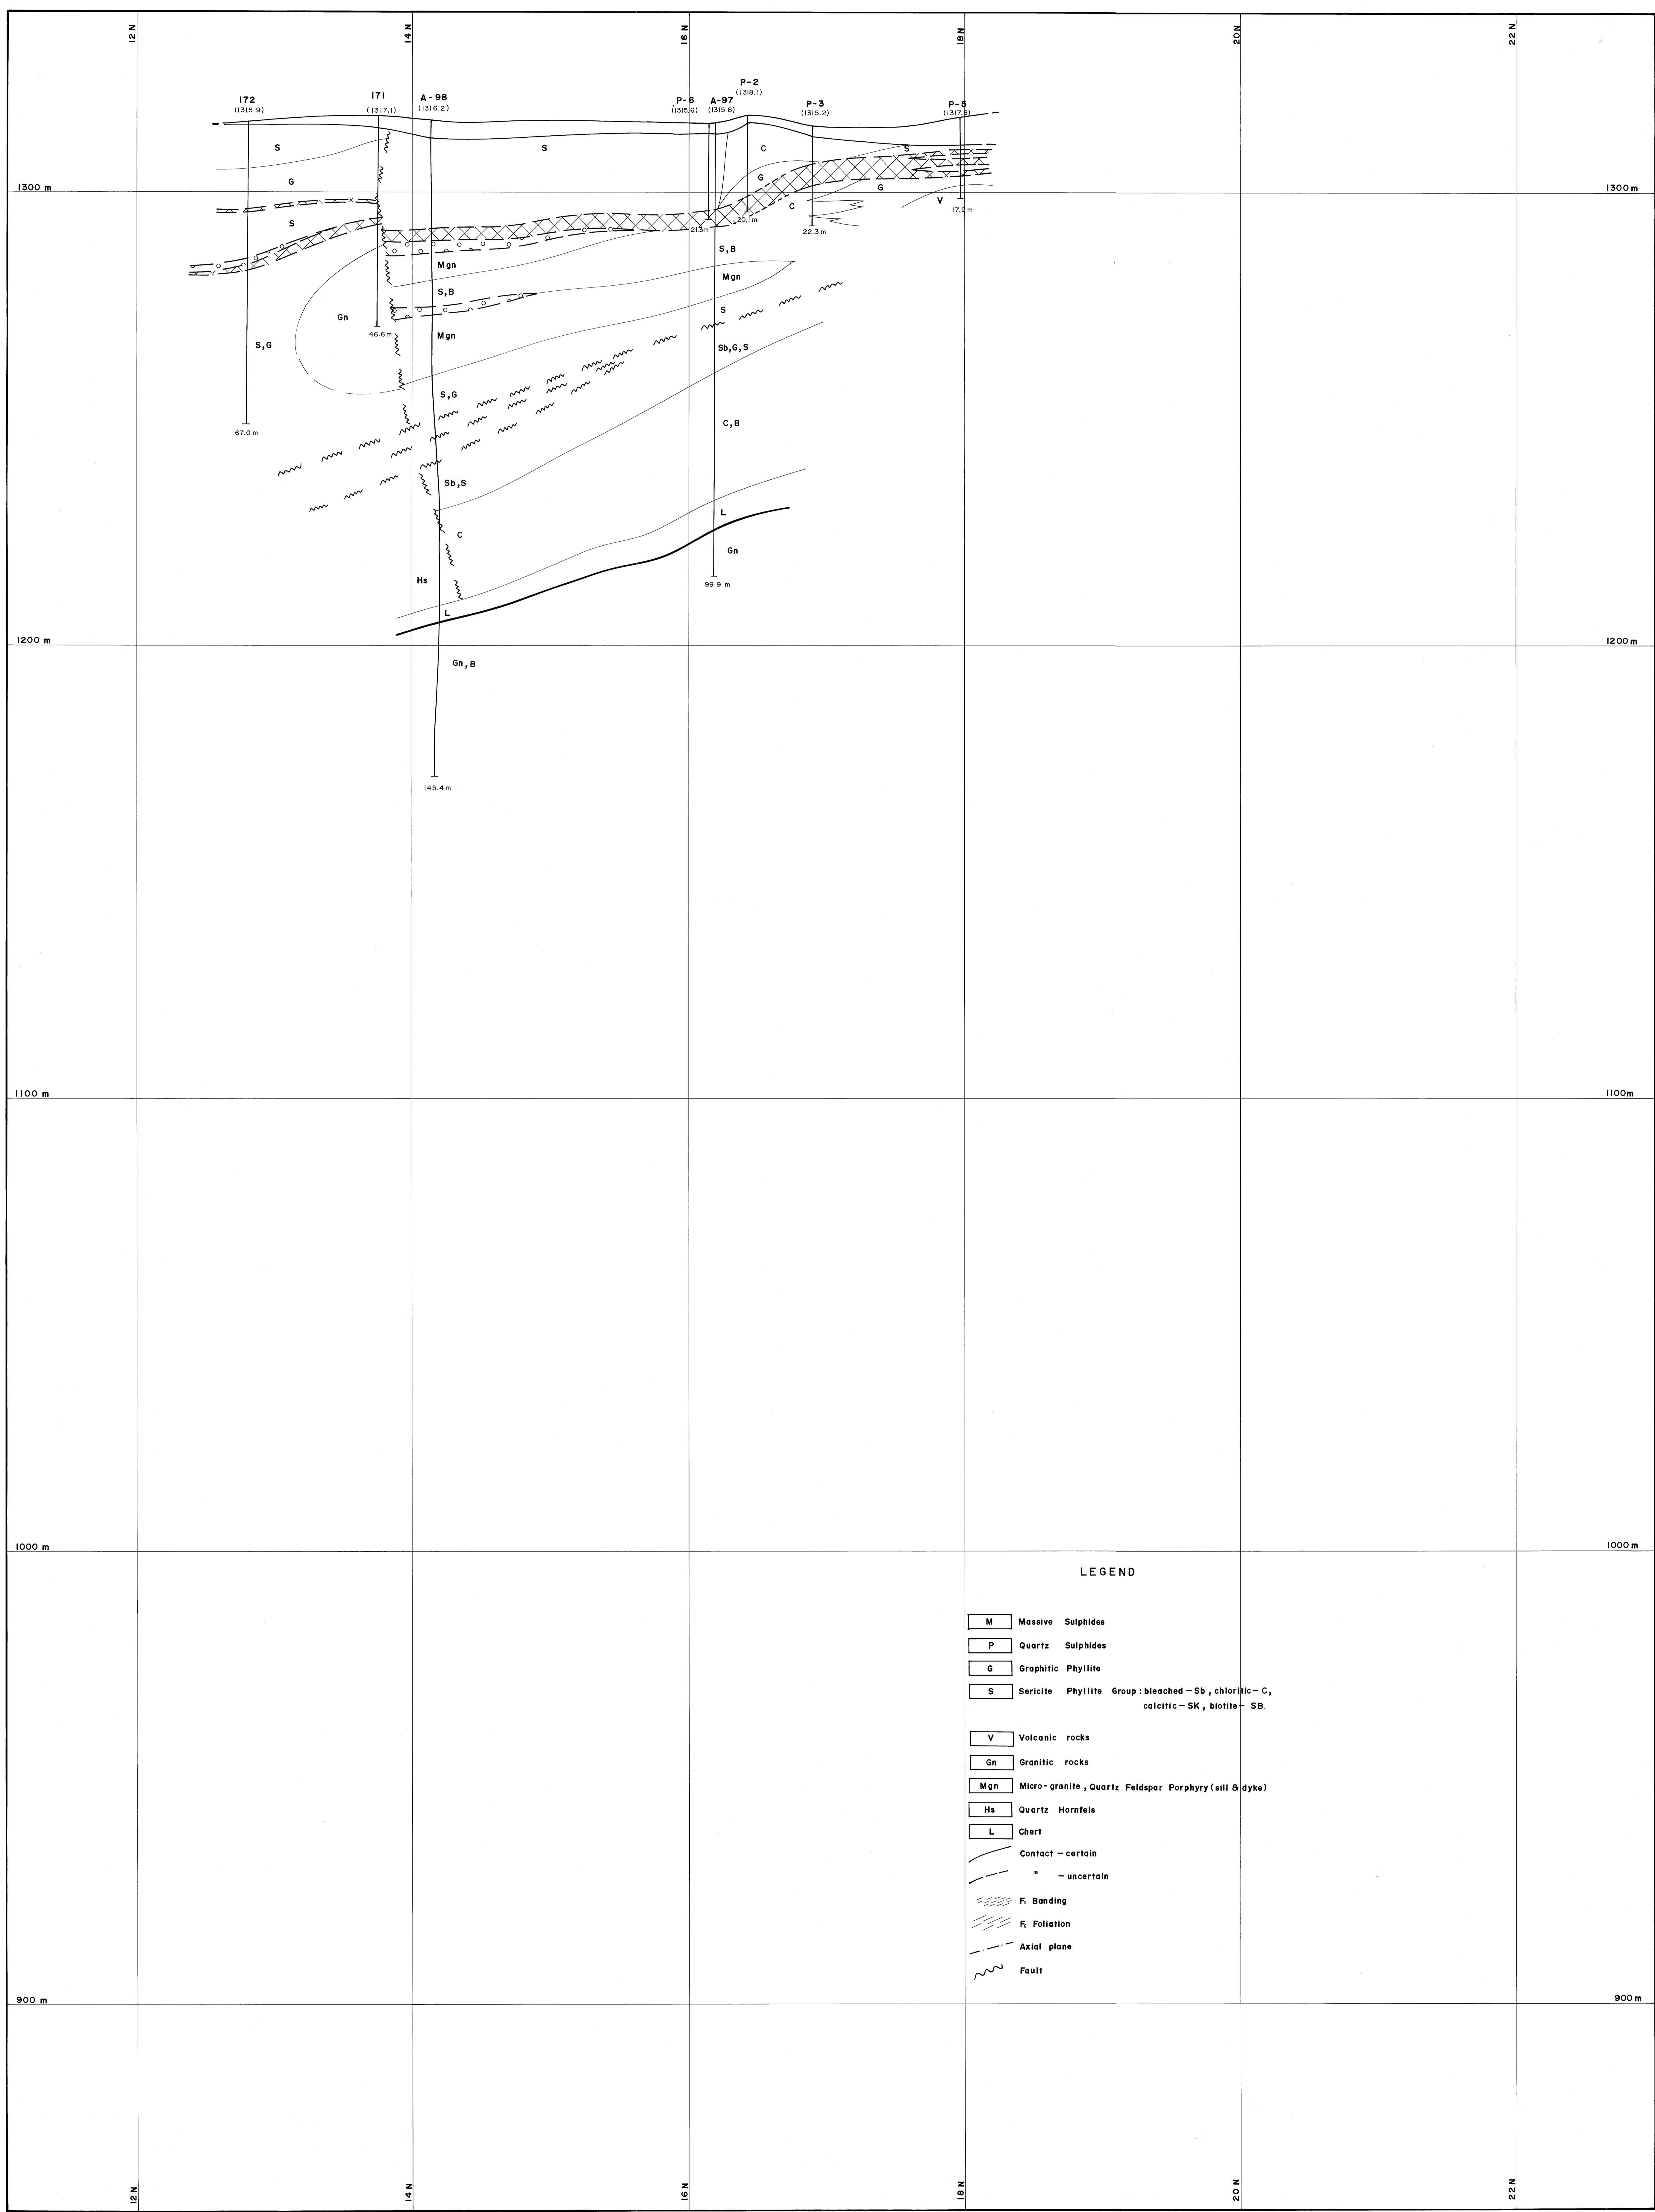 12 N
14 N
16 N
18 N
20 N
22 N
172
(1315.9)
171
(1317.1)
A-98
(1316.2)
P-6
(1315.6)
A-97
(1315.8)
P-2
(1318.1)
P-3
(1315.2)
P-5
(1317.8)
S
S
C
S
G
G
G
1300 m
1300 m
S
C
V
21.3m
20.1m
22.3 m
17.9 m
S,B
Mgn
Mgn
S,B
S
Gn
46.6m
Mgn
S,G
Sb,G,S
S,G
67.0 m
C,B
Sb,S
L
C
Gn
Hs
99.9 m
L
1200 m
1200 m
Gn,B
145.4 m
1100 m
1100m
1000 m
1000 m
LEGEND
M Massive Sulphides
P Quartz Sulphides
G Graphitic Phyllite
S Sericite Phyllite Group : bleached — Sb , chloritic — C,
calcitic — SK , biotite — SB.
V Volcanic rocks
Gn Granitic rocks
Mgn Micro-granite , Quartz Feldspar Porphyry (sill & dyke)
Hs Quartz Hornfels
L Chert
Contact — certain
" — uncertain
F₁ Banding
F₂ Foliation
Axial plane
Fault
900 m
900 m
12 N
14 N
16 N
18 N
20 N
22 N